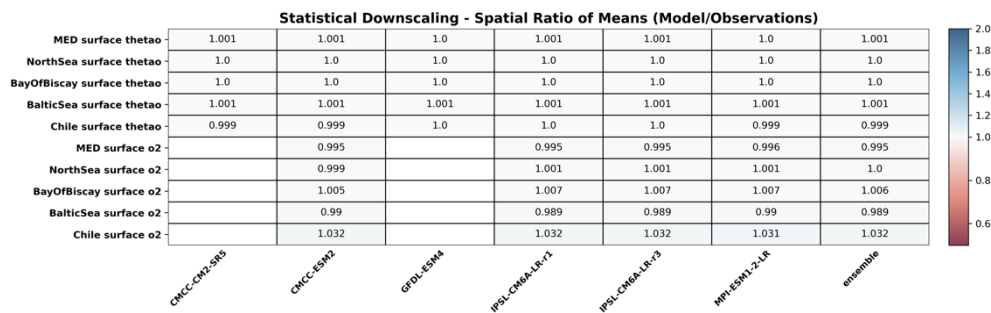 Statistical Downscaling - Spatial Ratio of Means (Model/Observations)
MED surface thetao 1.001 1.001 1.0 1.001 1.001 1.0 1.001
NorthSea surface thetao 1.0 1.0 1.0 1.0 1.0 1.0 1.0
BayOfBiscay surface thetao 1.0 1.0 1.0 1.0 1.0 1.0 1.0
BalticSea surface thetao 1.001 1.001 1.001 1.001 1.001 1.001 1.001
Chile surface thetao 0.999 0.999 1.0 1.0 1.0 0.999 0.999
MED surface o2 0.995 0.995 0.995 0.996 0.995
NorthSea surface o2 0.999 1.001 1.001 1.001 1.0
BayOfBiscay surface o2 1.005 1.007 1.007 1.007 1.006
BalticSea surface o2 0.99 0.989 0.989 0.99 0.989
Chile surface o2 1.032 1.032 1.032 1.031 1.032
CMCC-CM2-SR5 CMCC-ESM2 GFDL-ESM4 IPSL-CM6A-LR-r1 IPSL-CM6A-LR-r3 MPI-ESM1-2-LR ensemble
2.0
1.8
1.6
1.4
1.2
1.0
0.8
0.6